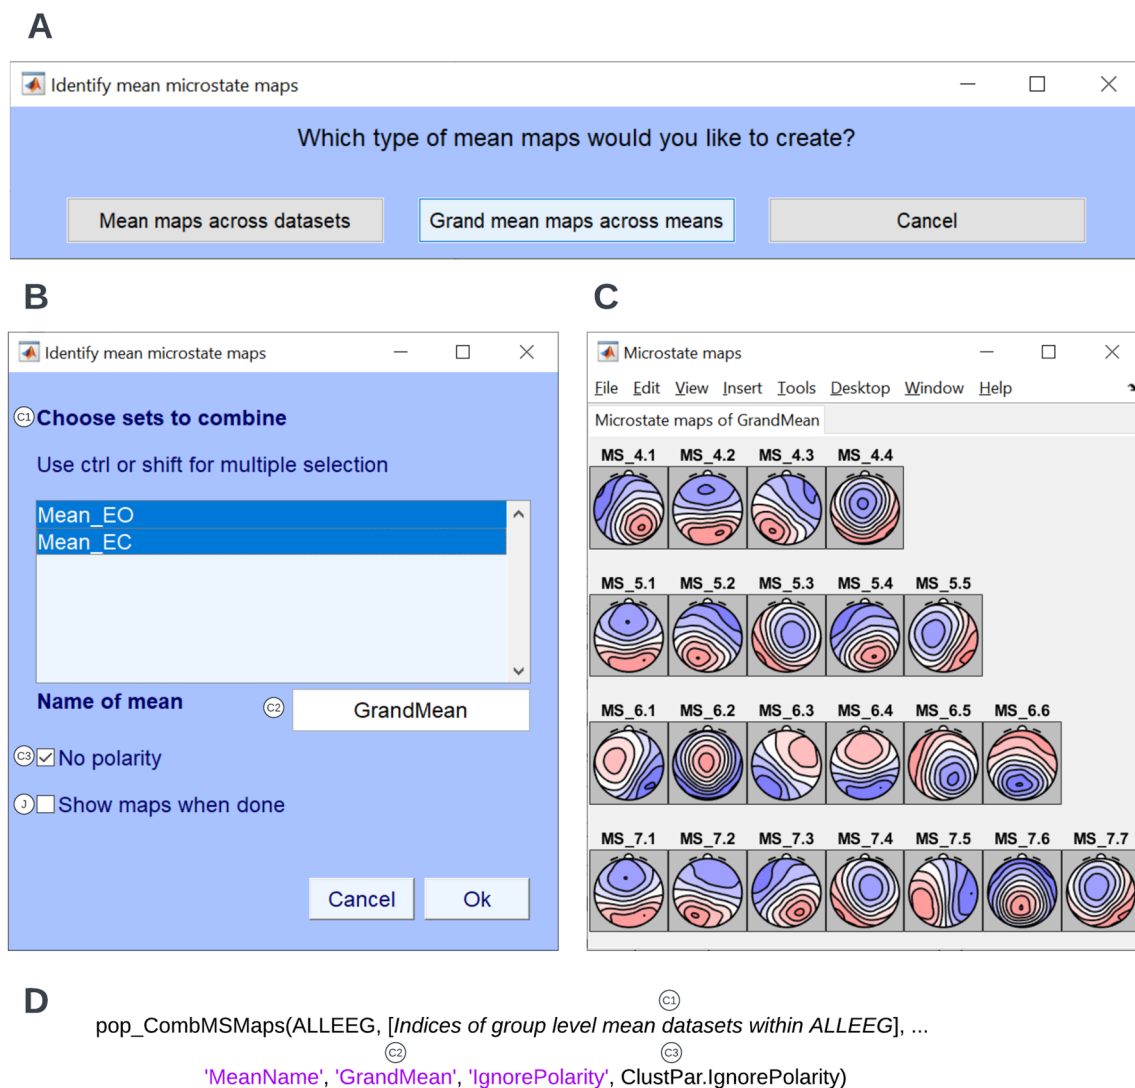 A
Identify mean microstate maps
Which type of mean maps would you like to create?
Mean maps across datasets
Grand mean maps across means
Cancel
B
Identify mean microstate maps
C1 Choose sets to combine
Use ctrl or shift for multiple selection
Mean_EO
Mean_EC
Name of mean C2 GrandMean
C3 No polarity
J Show maps when done
Cancel Ok
C
Microstate maps
File Edit View Insert Tools Desktop Window Help
Microstate maps of GrandMean
MS_4.1 MS_4.2 MS_4.3 MS_4.4
MS_5.1 MS_5.2 MS_5.3 MS_5.4 MS_5.5
MS_6.1 MS_6.2 MS_6.3 MS_6.4 MS_6.5 MS_6.6
MS_7.1 MS_7.2 MS_7.3 MS_7.4 MS_7.5 MS_7.6 MS_7.7
D
C1
pop_CombMSMaps(ALLEEG, [Indices of group level mean datasets within ALLEEG], ...
C2 C3
'MeanName', 'GrandMean', 'IgnorePolarity', ClustPar.IgnorePolarity)